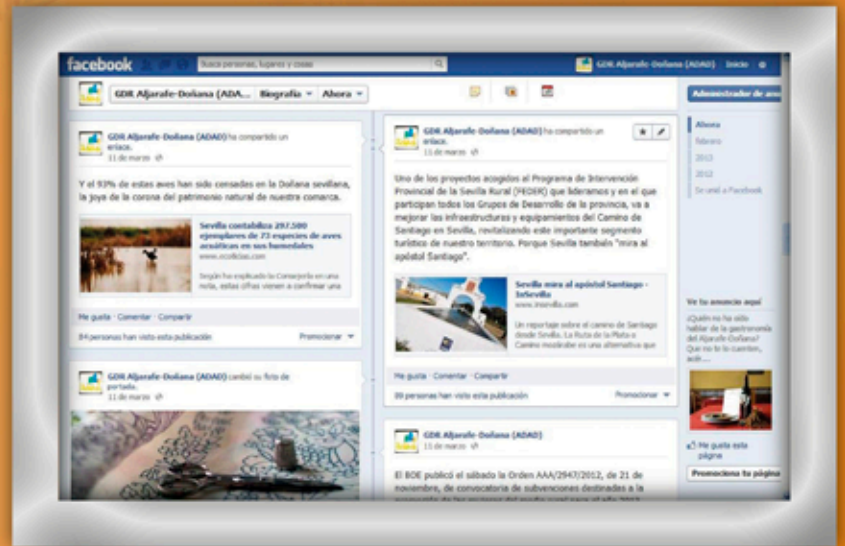 facebook
Busca personas, lugares y cosas
GDR Aljarafe-Doñana (ADAD) Inicio
GDR Aljarafe-Doñana (ADA... Biografía Ahora
Administrador de anu
GDR Aljarafe-Doñana (ADAD) ha compartido un
enlace.
11 de marzo
Y el 93% de estas aves han sido censadas en la Doñana sevillana,
la joya de la corona del patrimonio natural de nuestra comarca.
Sevilla contabiliza 297.500
ejemplares de 73 especies de aves
acuáticas en sus humedales
www.ecoticias.com
Según ha explicado la Consejería en una
nota, estas cifras vienen a confirmar una
Me gusta · Comentar · Compartir
84 personas han visto esta publicación
Promocionar
GDR Aljarafe-Doñana (ADAD) cambió su foto de
portada.
11 de marzo
GDR Aljarafe-Doñana (ADAD) ha compartido un
enlace.
11 de marzo
Uno de los proyectos acogidos al Programa de Intervención
Provincial de la Sevilla Rural (FEDER) que lideramos y en el que
participan todos los Grupos de Desarrollo de la provincia, va a
mejorar las infraestructuras y equipamientos del Camino de
Santiago en Sevilla, revitalizando este importante segmento
turístico de nuestro territorio. Porque Sevilla también "mira al
apóstol Santiago".
Sevilla mira al apóstol Santiago -
InSevilla
www.insevilla.com
Un reportaje sobre el camino de Santiago
desde Sevilla. La Ruta de la Plata o
Camino mozárabe es una alternativa que
Me gusta · Comentar · Compartir
89 personas han visto esta publicación
Promocionar
GDR Aljarafe-Doñana (ADAD)
11 de marzo
El BOE publicó el sábado la Orden AAA/2947/2012, de 21 de
noviembre, de convocatoria de subvenciones destinadas a la
Ahora
febrero
2013
2012
Se unió a Facebook
Ve tu anuncio aquí
¿Quién no ha oído
hablar de la gastronomía
del Aljarafe-Doñana?
Que no te lo cuenten,
Me gusta esta
página
Promociona tu página